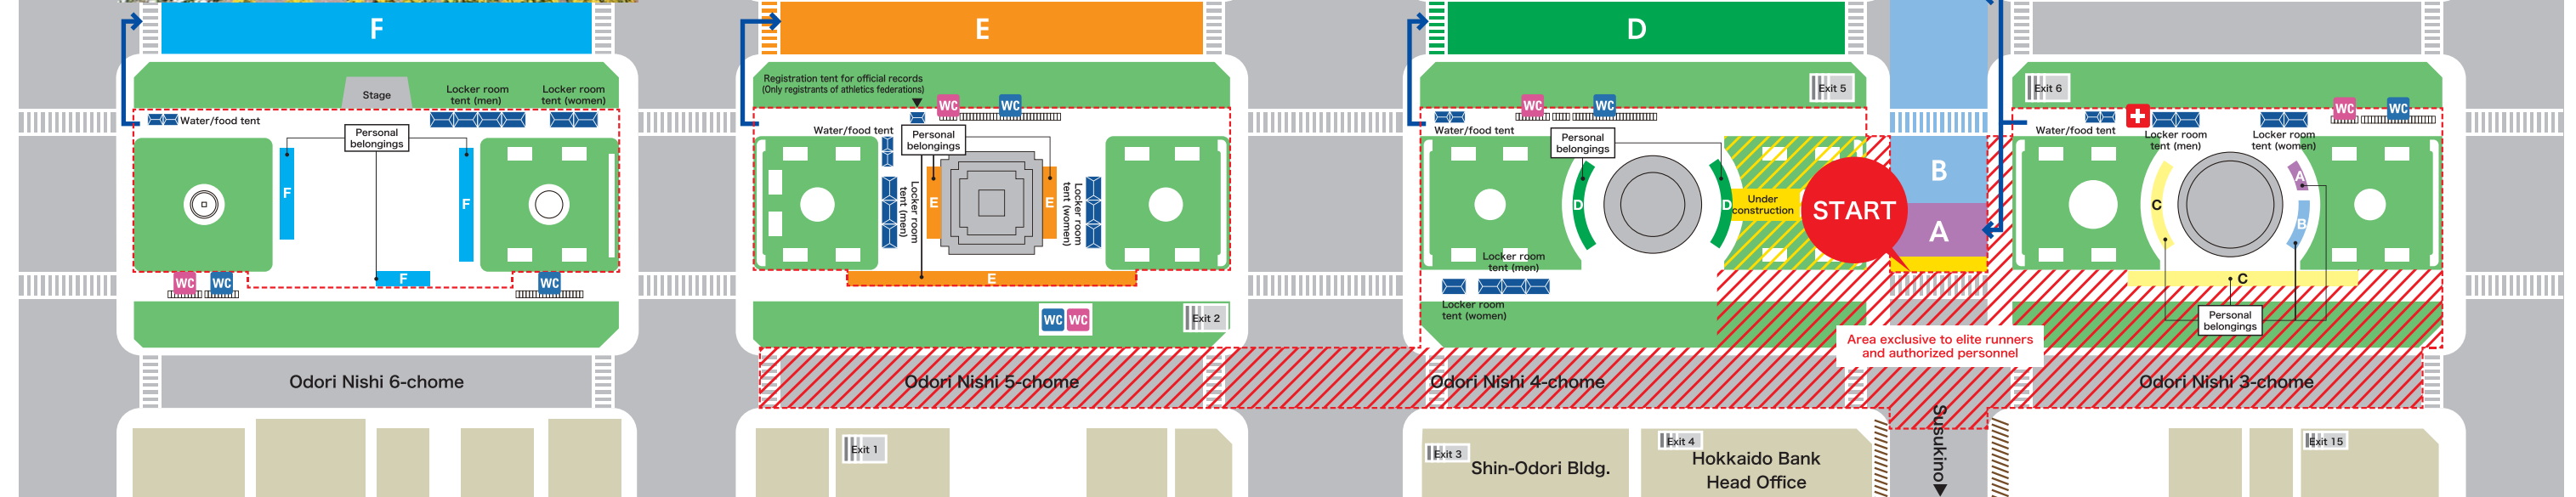 F
Stage
Locker room
tent (men)
Locker room
tent (women)
Water/food tent
Personal
belongings
F
F
F
WC
WC
WC
Odori Nishi 6-chome
E
Registration tent for official records
(Only registrants of athletics federations)
WC
WC
Water/food tent
Personal
belongings
Locker room
tent (men)
E
E
Locker room
tent (women)
E
WC
WC
Exit 2
Odori Nishi 5-chome
Exit 1
D
Exit 5
WC
WC
Water/food tent
Personal
belongings
D
D
Under
construction
START
Locker room
tent (men)
Locker room
tent (women)
B
A
Area exclusive to elite runners
and authorized personnel
Odori Nishi 4-chome
Exit 3
Shin-Odori Bldg.
Exit 4
Hokkaido Bank
Head Office
Susukino
Exit 6
Water/food tent
Locker room
tent (men)
Locker room
tent (women)
WC
WC
A
C
B
C
Personal
belongings
Odori Nishi 3-chome
Exit 15